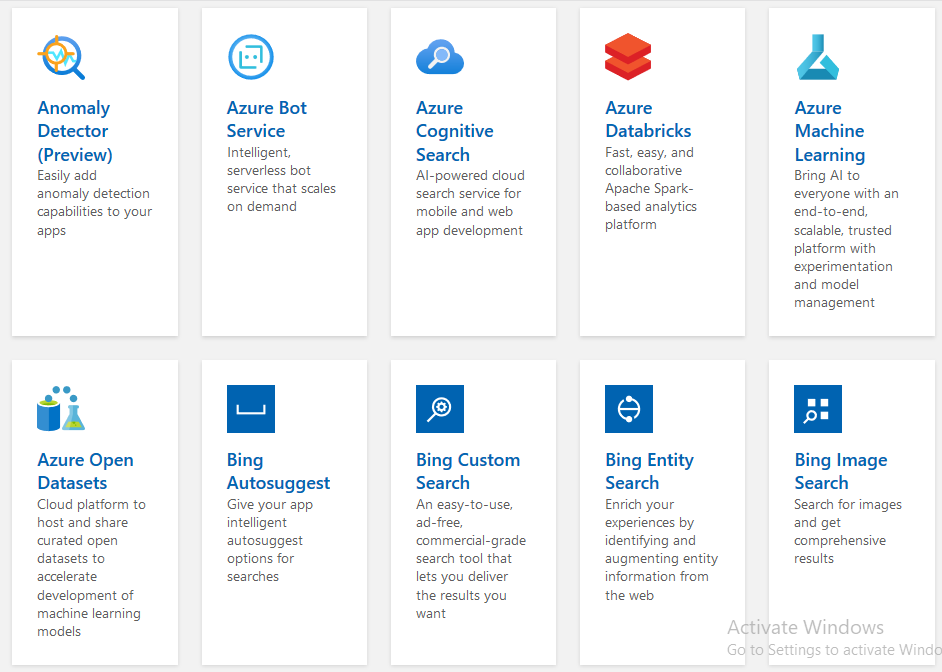 Anomaly
Detector
(Preview)
Easily add
anomaly detection
capabilities to your
apps
Azure Bot
Service
Intelligent,
serverless bot
service that scales
on demand
Azure
Cognitive
Search
AI-powered cloud
search service for
mobile and web
app development
Azure
Databricks
Fast, easy, and
collaborative
Apache Spark-
based analytics
platform
Azure
Machine
Learning
Bring AI to
everyone with an
end-to-end,
scalable, trusted
platform with
experimentation
and model
management
Azure Open
Datasets
Cloud platform to
host and share
curated open
datasets to
accelerate
development of
machine learning
models
Bing
Autosuggest
Give your app
intelligent
autosuggest
options for
searches
Bing Custom
Search
An easy-to-use,
ad-free,
commercial-grade
search tool that
lets you deliver
the results you
want
Bing Entity
Search
Enrich your
experiences by
identifying and
augmenting entity
information from
the web
Bing Image
Search
Search for images
and get
comprehensive
results
Activate Windows
Go to Settings to activate Windo